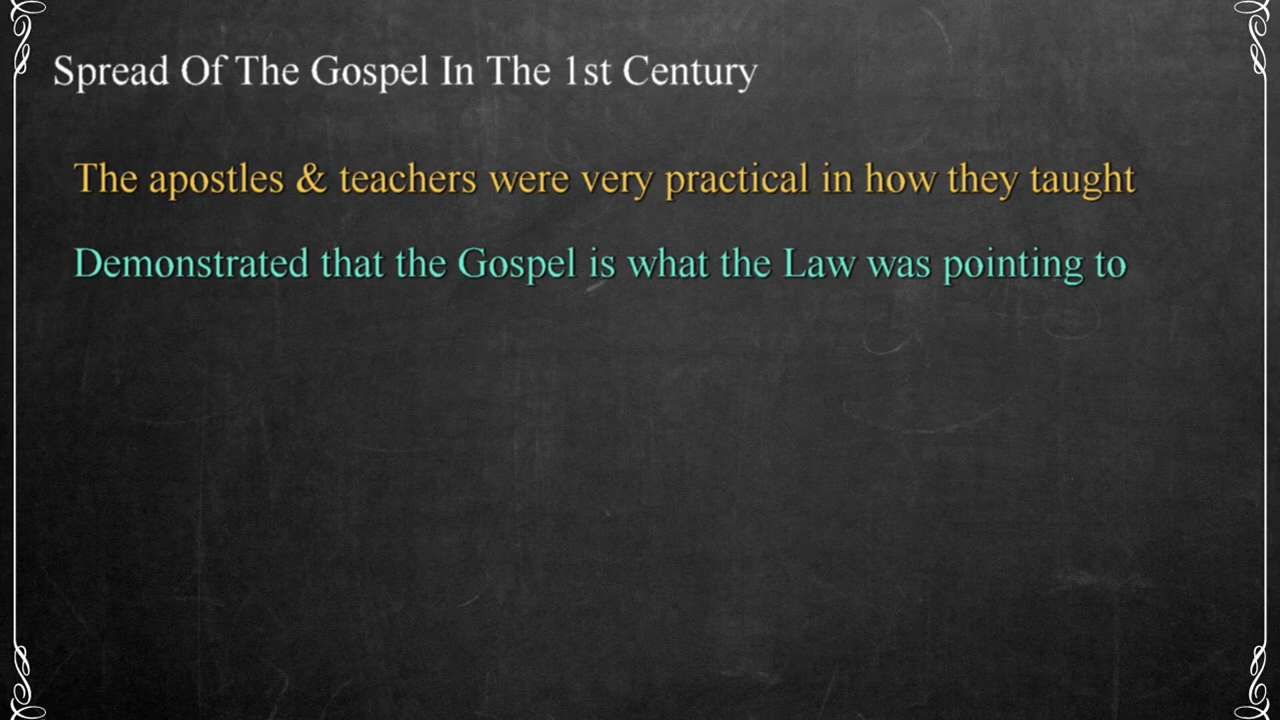 Spread Of The Gospel In The 1st Century
The apostles & teachers were very practical in how they taught
Demonstrated that the Gospel is what the Law was pointing to